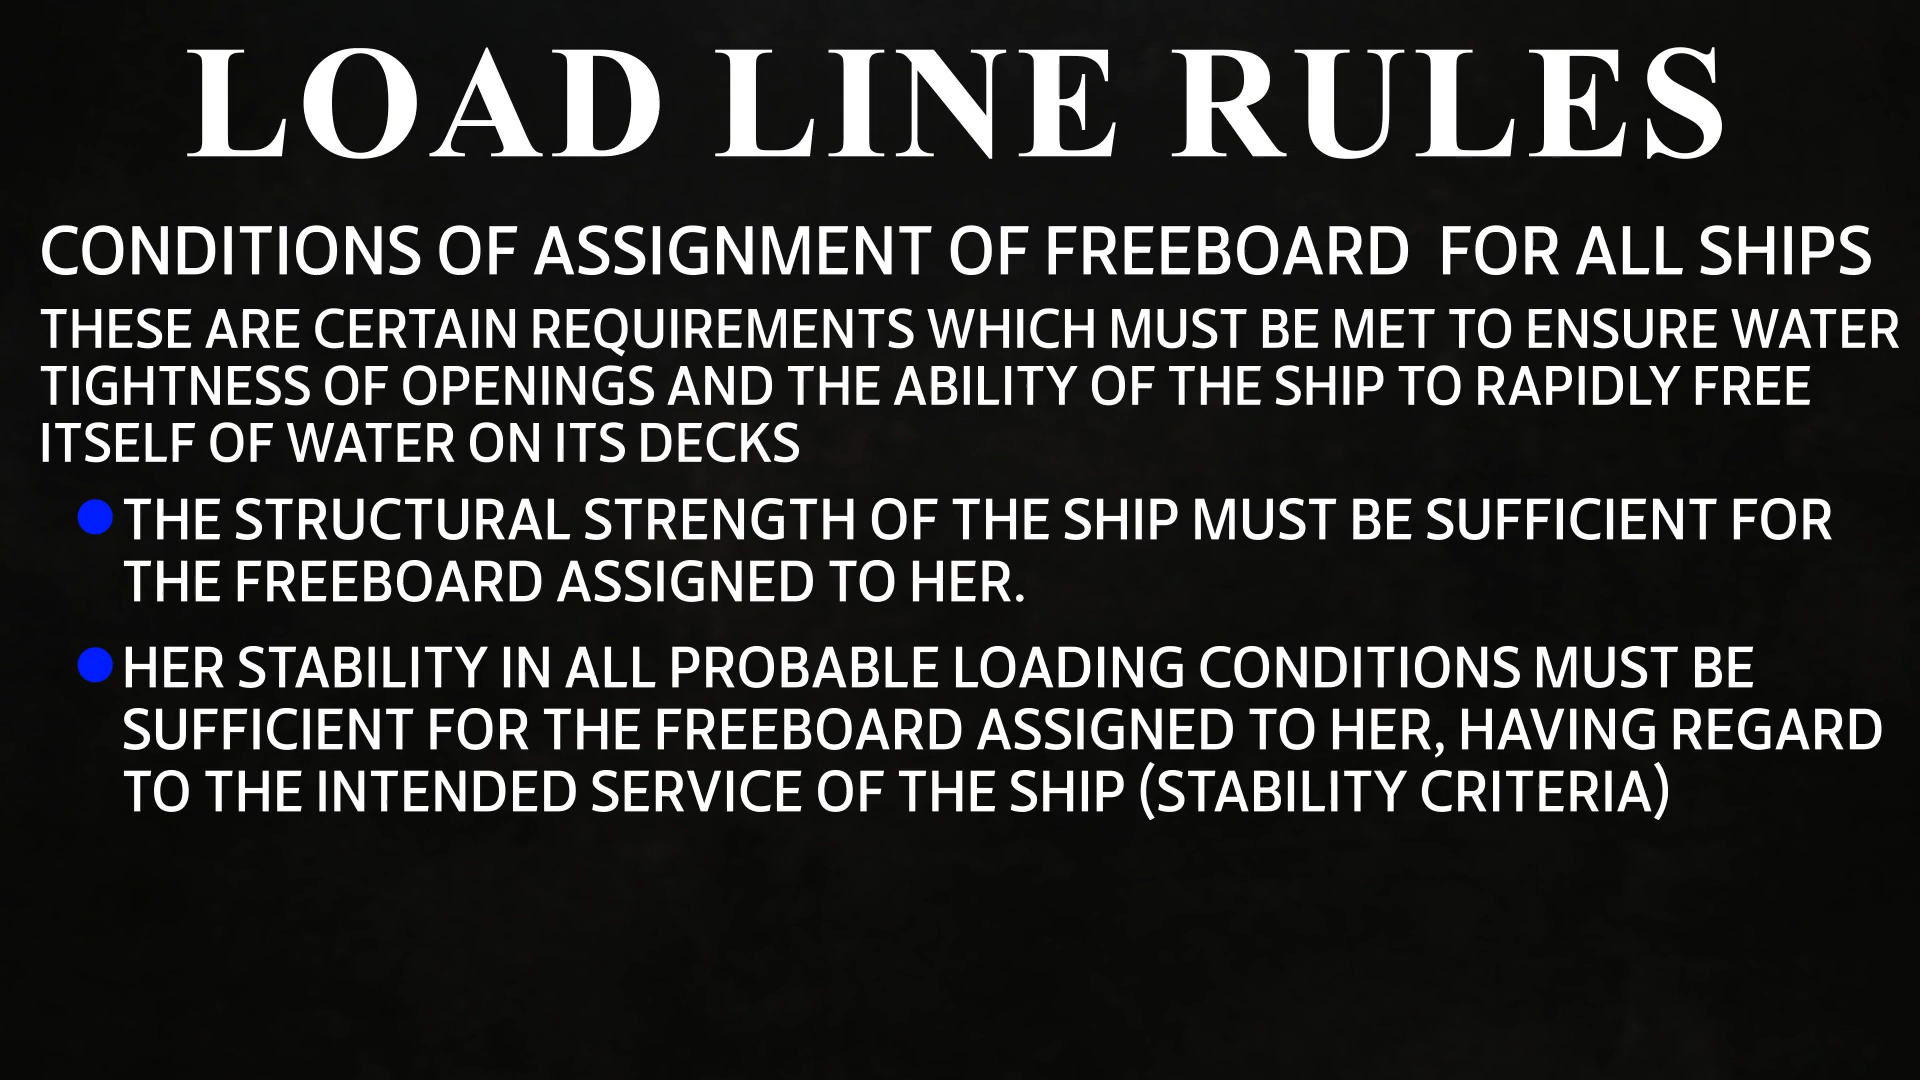 LOAD LINE RULES
CONDITIONS OF ASSIGNMENT OF FREEBOARD  FOR ALL SHIPS
THESE ARE CERTAIN REQUIREMENTS WHICH MUST BE MET TO ENSURE WATER
TIGHTNESS OF OPENINGS AND THE ABILITY OF THE SHIP TO RAPIDLY FREE
ITSELF OF WATER ON ITS DECKS
THE STRUCTURAL STRENGTH OF THE SHIP MUST BE SUFFICIENT FOR
THE FREEBOARD ASSIGNED TO HER.
HER STABILITY IN ALL PROBABLE LOADING CONDITIONS MUST BE
SUFFICIENT FOR THE FREEBOARD ASSIGNED TO HER, HAVING REGARD
TO THE INTENDED SERVICE OF THE SHIP (STABILITY CRITERIA)